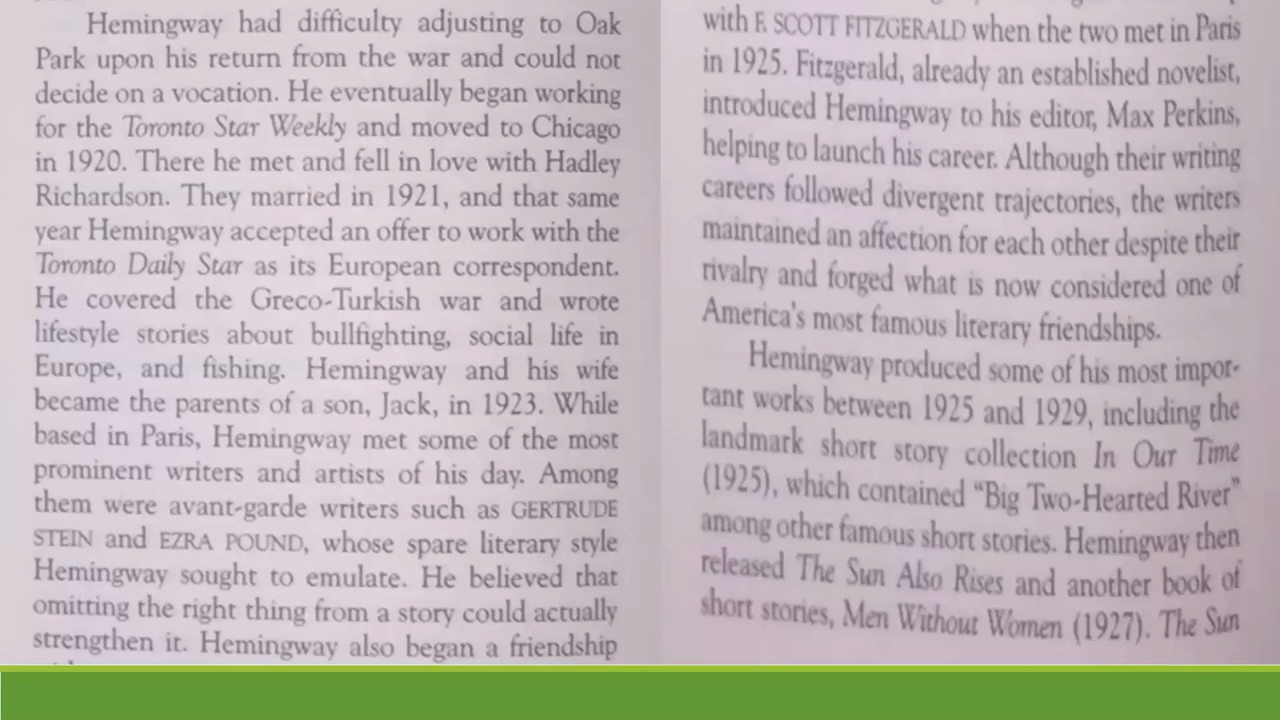 Hemingway had difficulty adjusting to Oak
Park upon his return from the war and could not
decide on a vocation. He eventually began working
for the Toronto Star Weekly and moved to Chicago
in 1920. There he met and fell in love with Hadley
Richardson. They married in 1921, and that same
year Hemingway accepted an offer to work with the
Toronto Daily Star as its European correspondent.
He covered the Greco-Turkish war and wrote
lifestyle stories about bullfighting, social life in
Europe, and fishing. Hemingway and his wife
became the parents of a son, Jack, in 1923. While
based in Paris, Hemingway met some of the most
prominent writers and artists of his day. Among
them were avant-garde writers such as GERTRUDE
STEIN and EZRA POUND, whose spare literary style
Hemingway sought to emulate. He believed that
omitting the right thing from a story could actually
strengthen it. Hemingway also began a friendship
with F. SCOTT FITZGERALD when the two met in Paris
in 1925. Fitzgerald, already an established novelist,
introduced Hemingway to his editor, Max Perkins,
helping to launch his career. Although their writing
careers followed divergent trajectories, the writers
maintained an affection for each other despite their
rivalry and forged what is now considered one of
America's most famous literary friendships.
Hemingway produced some of his most impor-
tant works between 1925 and 1929, including the
landmark short story collection In Our Time
(1925), which contained “Big Two-Hearted River”
among other famous short stories. Hemingway then
released The Sun Also Rises and another book of
short stories, Men Without Women (1927). The Sun